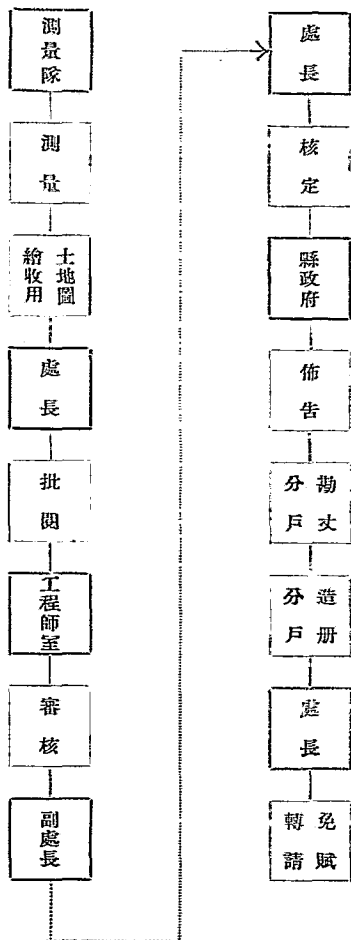 測量隊
測量
繪收用
土地圖
處長
批閱
工程師室
審核
副處長
處長
核定
縣政府
佈告
分戶
勘丈
分戶
造册
處長
轉請
免賦